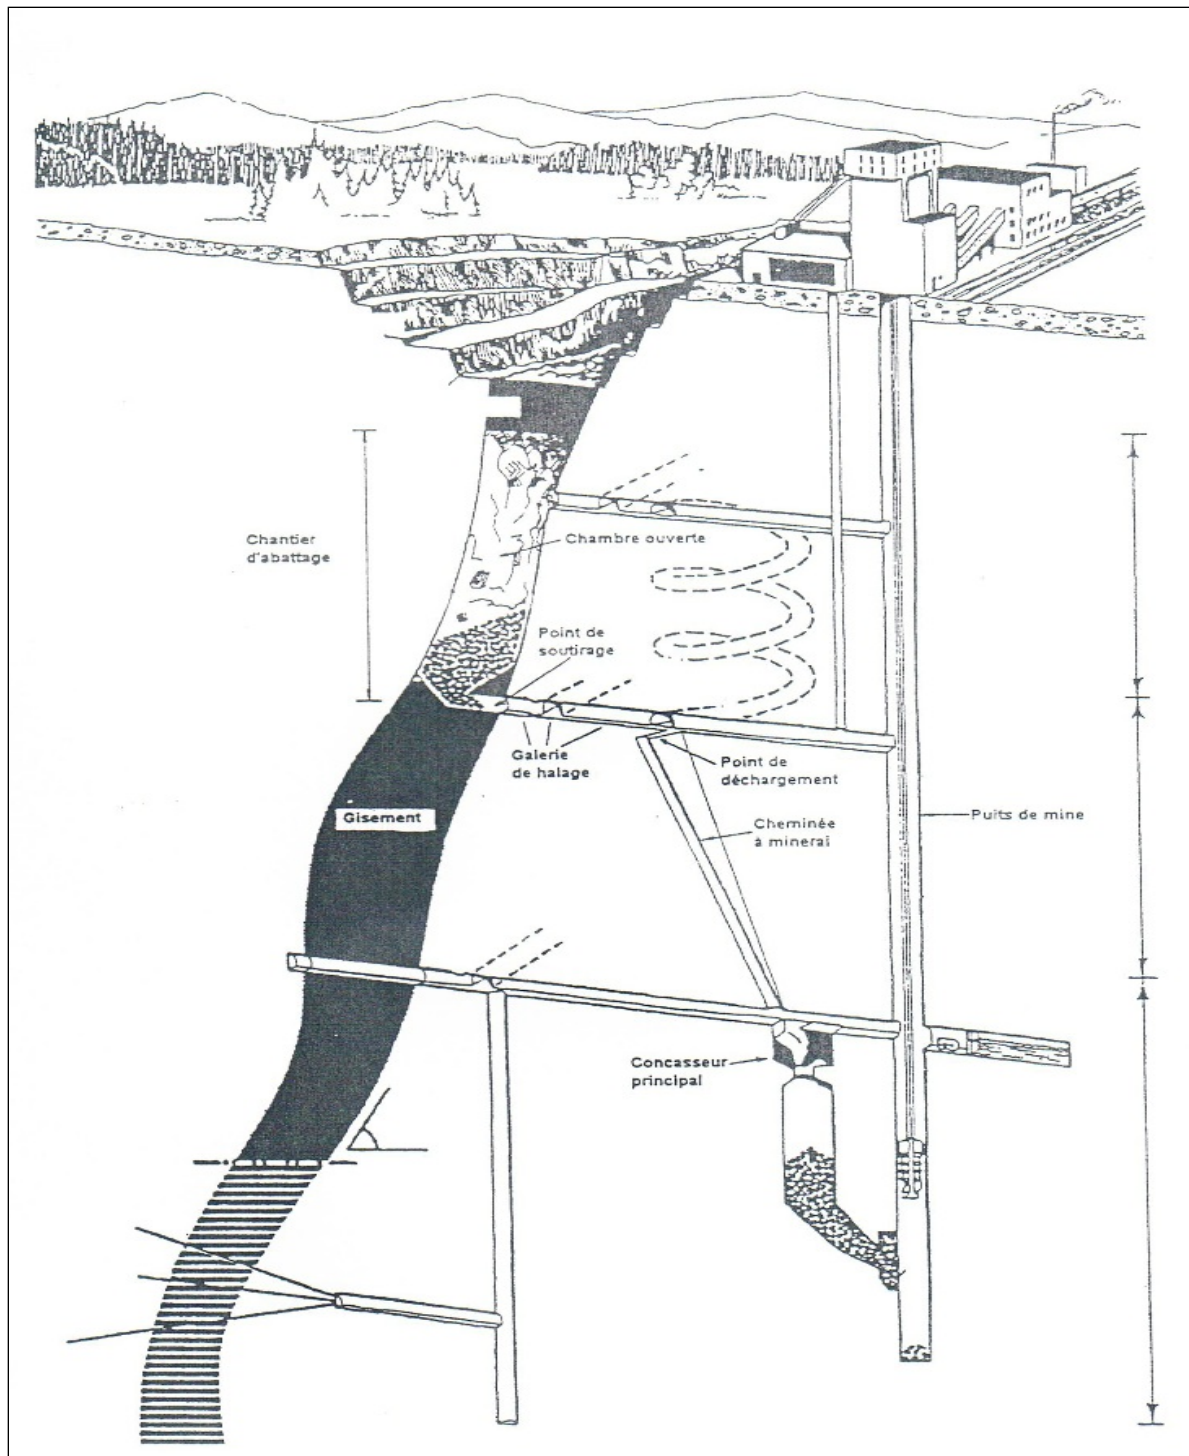 Chantier
d'abattage
Chambre ouverte
Point de
soutirage
Galerie
de halage
Point de
déchargement
Gisement
Cheminée
à minerai
Puits de mine
Concasseur
principal